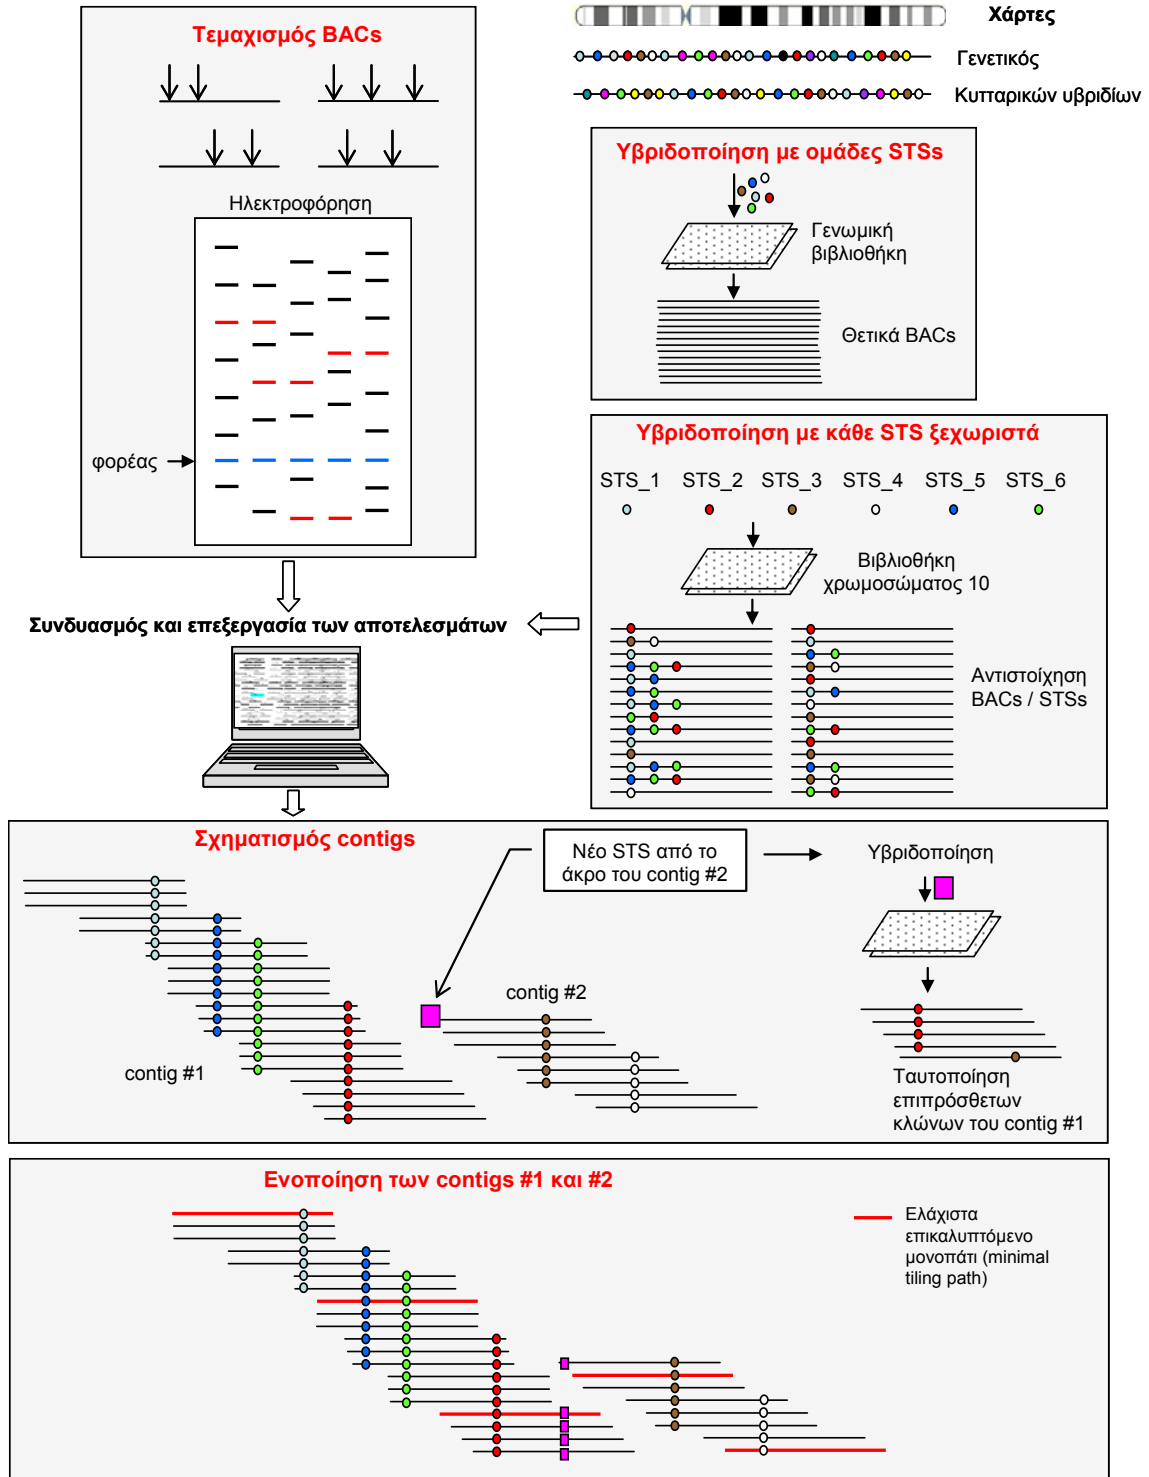 Τεμαχισμός BACs
Ηλεκτροφόρηση
φορέας
Χάρτες
Γενετικός
Κυτταρικών υβριδίων
Υβριδοποίηση με ομάδες STSs
Γενωμική
βιβλιοθήκη
Θετικά BACs
Υβριδοποίηση με κάθε STS ξεχωριστά
STS_1 STS_2 STS_3 STS_4 STS_5 STS_6
Βιβλιοθήκη
χρωμοσώματος 10
Αντιστοίχηση
BACs / STSs
Συνδυασμός και επεξεργασία των αποτελεσμάτων
Σχηματισμός contigs
Νέο STS από το
άκρο του contig #2
Υβριδοποίηση
contig #2
contig #1
Ταυτοποίηση
επιπρόσθετων
κλώνων του contig #1
Ενοποίηση των contigs #1 και #2
Ελάχιστα
επικαλυπτόμενο
μονοπάτι (minimal
tiling path)